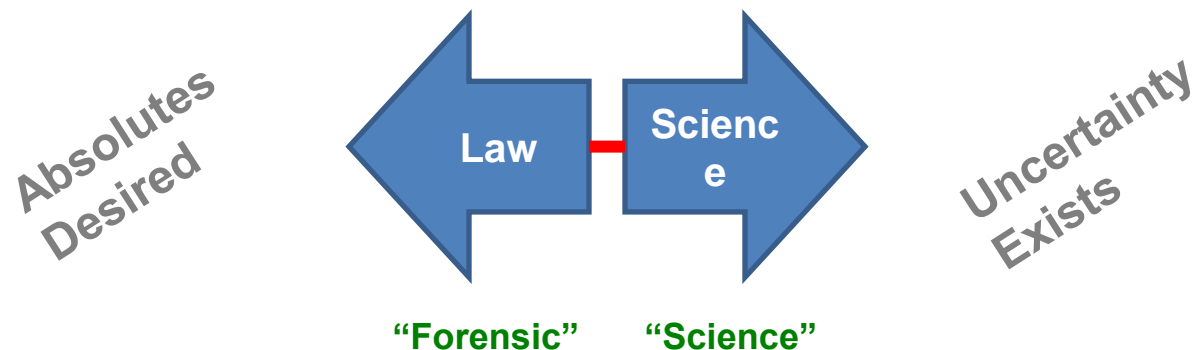 Absolutes
Desired
Law
Scienc
e
Uncertainty
Exists
“Forensic” “Science”